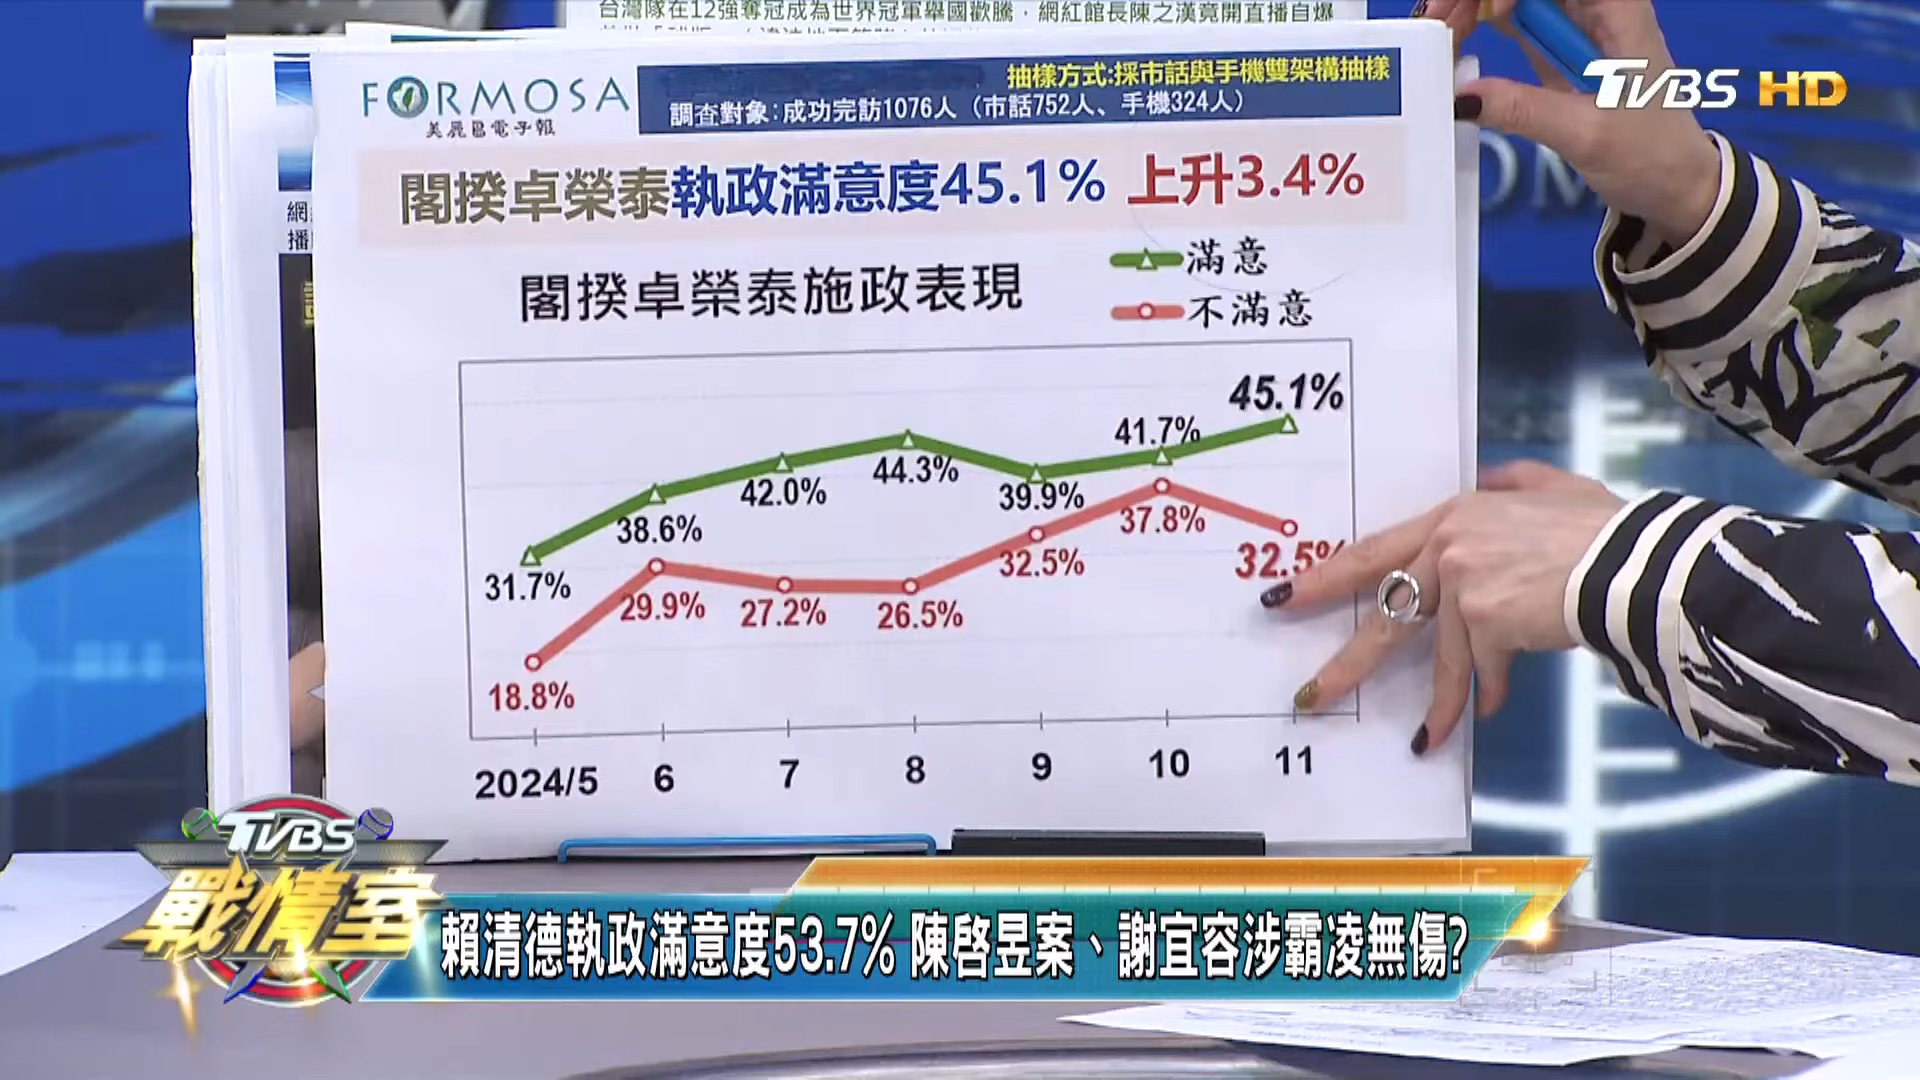 台灣隊在12強奪冠成為世界冠軍舉國歡騰，網紅館長陳之漢竟開直播自爆
FORMOSA
美麗島電子報
抽樣方式:採市話與手機雙架構抽樣
調查對象:成功完訪1076人（市話752人、手機324人）
TVBS HD
閣揆卓榮泰執政滿意度45.1% 上升3.4%
網
播
閣揆卓榮泰施政表現
滿意
不滿意
45.1%
41.7%
44.3%
42.0%
39.9%
38.6%
31.7%
37.8%
32.5%
32.5%
29.9%
27.2%
26.5%
18.8%
2024/5 6 7 8 9 10 11
TVBS
戰情室
賴清德執政滿意度53.7% 陳啓昱案、謝宜容涉霸凌無傷?